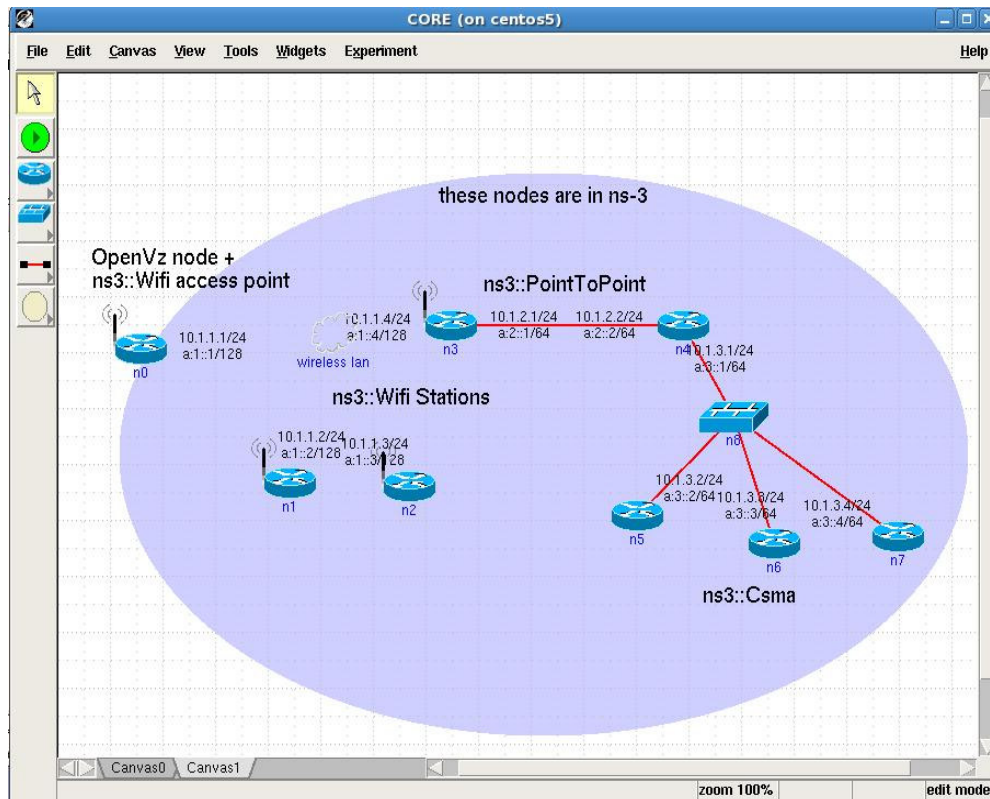 CORE (on centos5)
File Edit Canvas View Tools Widgets Experiment Help
these nodes are in ns-3
OpenVz node +
ns3::Wifi access point
10.1.1.1/24
a:1::1/128
n0
10.1.1.4/24
a:1::4/128
wireless lan
n3
ns3::PointToPoint
10.1.2.1/24
a:2::1/64
10.1.2.2/24
a:2::2/64
n4
10.1.3.1/24
a:3::1/64
ns3::Wifi Stations
10.1.1.2/24
a:1::2/128
n1
10.1.1.3/24
a:1::3/128
n2
n8
10.1.3.2/24
a:3::2/64
n5
10.1.3.3/24
a:3::3/64
n6
10.1.3.4/24
a:3::4/64
n7
ns3::Csma
Canvas0 Canvas1
zoom 100% edit mode